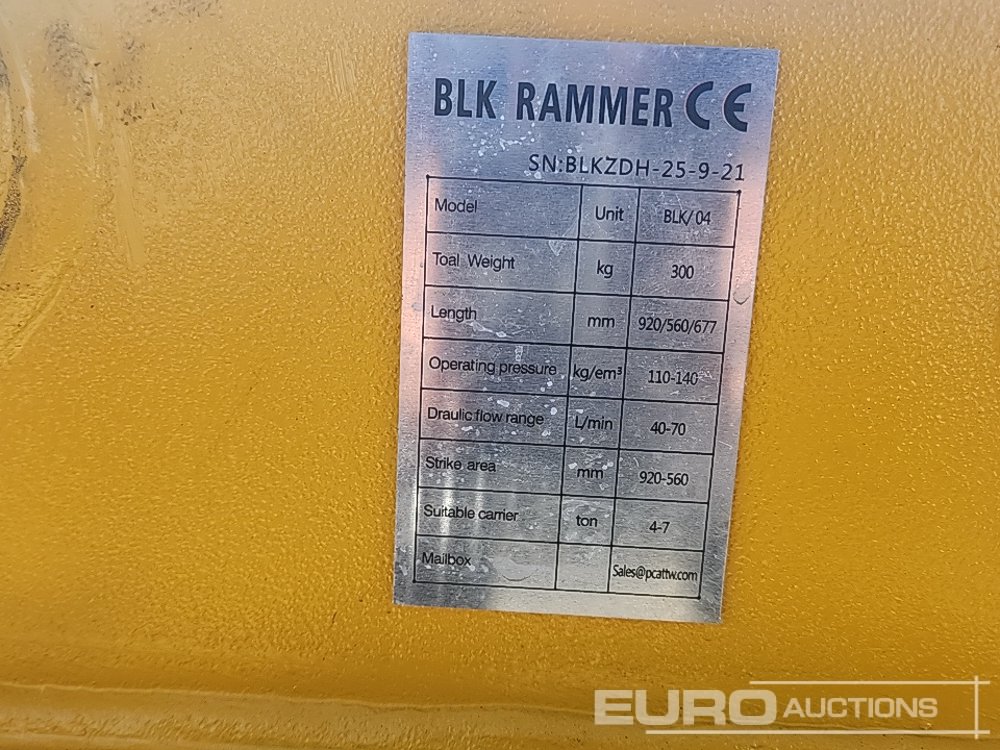 BLK RAMMER CE
SN:BLKZDH-25-9-21
Model Unit BLK/04
Toal Weight kg 300
Length mm 920/560/677
Operating pressure kg/em³ 110-140
Draulic flow range L/min 40-70
Strike area mm 920-560
Suitable carrier ton 4-7
Mailbox Sales@pcattw.com
EURO AUCTIONS